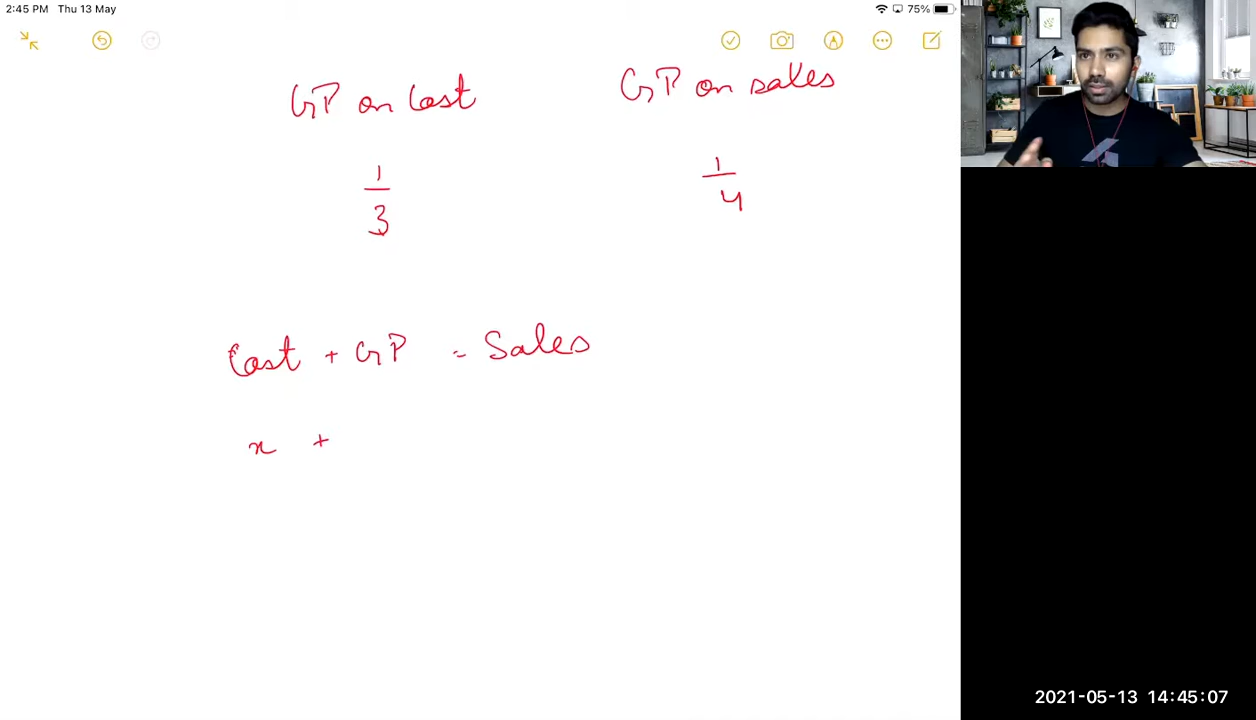 2:45 PM Thu 13 May 75%
GP on Cost GP on sales
1/3 1/4
Cost + GP = Sales
x +
2021-05-13 14:45:07